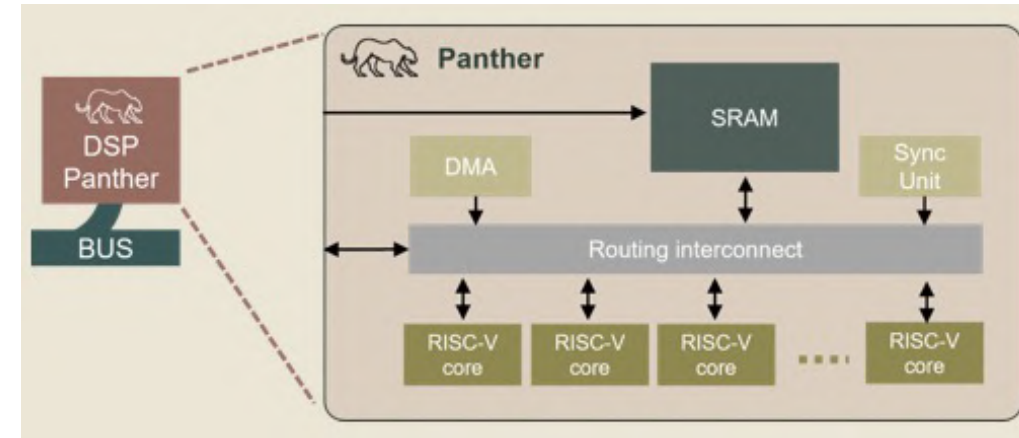 Panther
SRAM
DSP
Panther
DMA
Sync
Unit
BUS
Routing interconnect
RISC-V
core
RISC-V
core
RISC-V
core
RISC-V
core